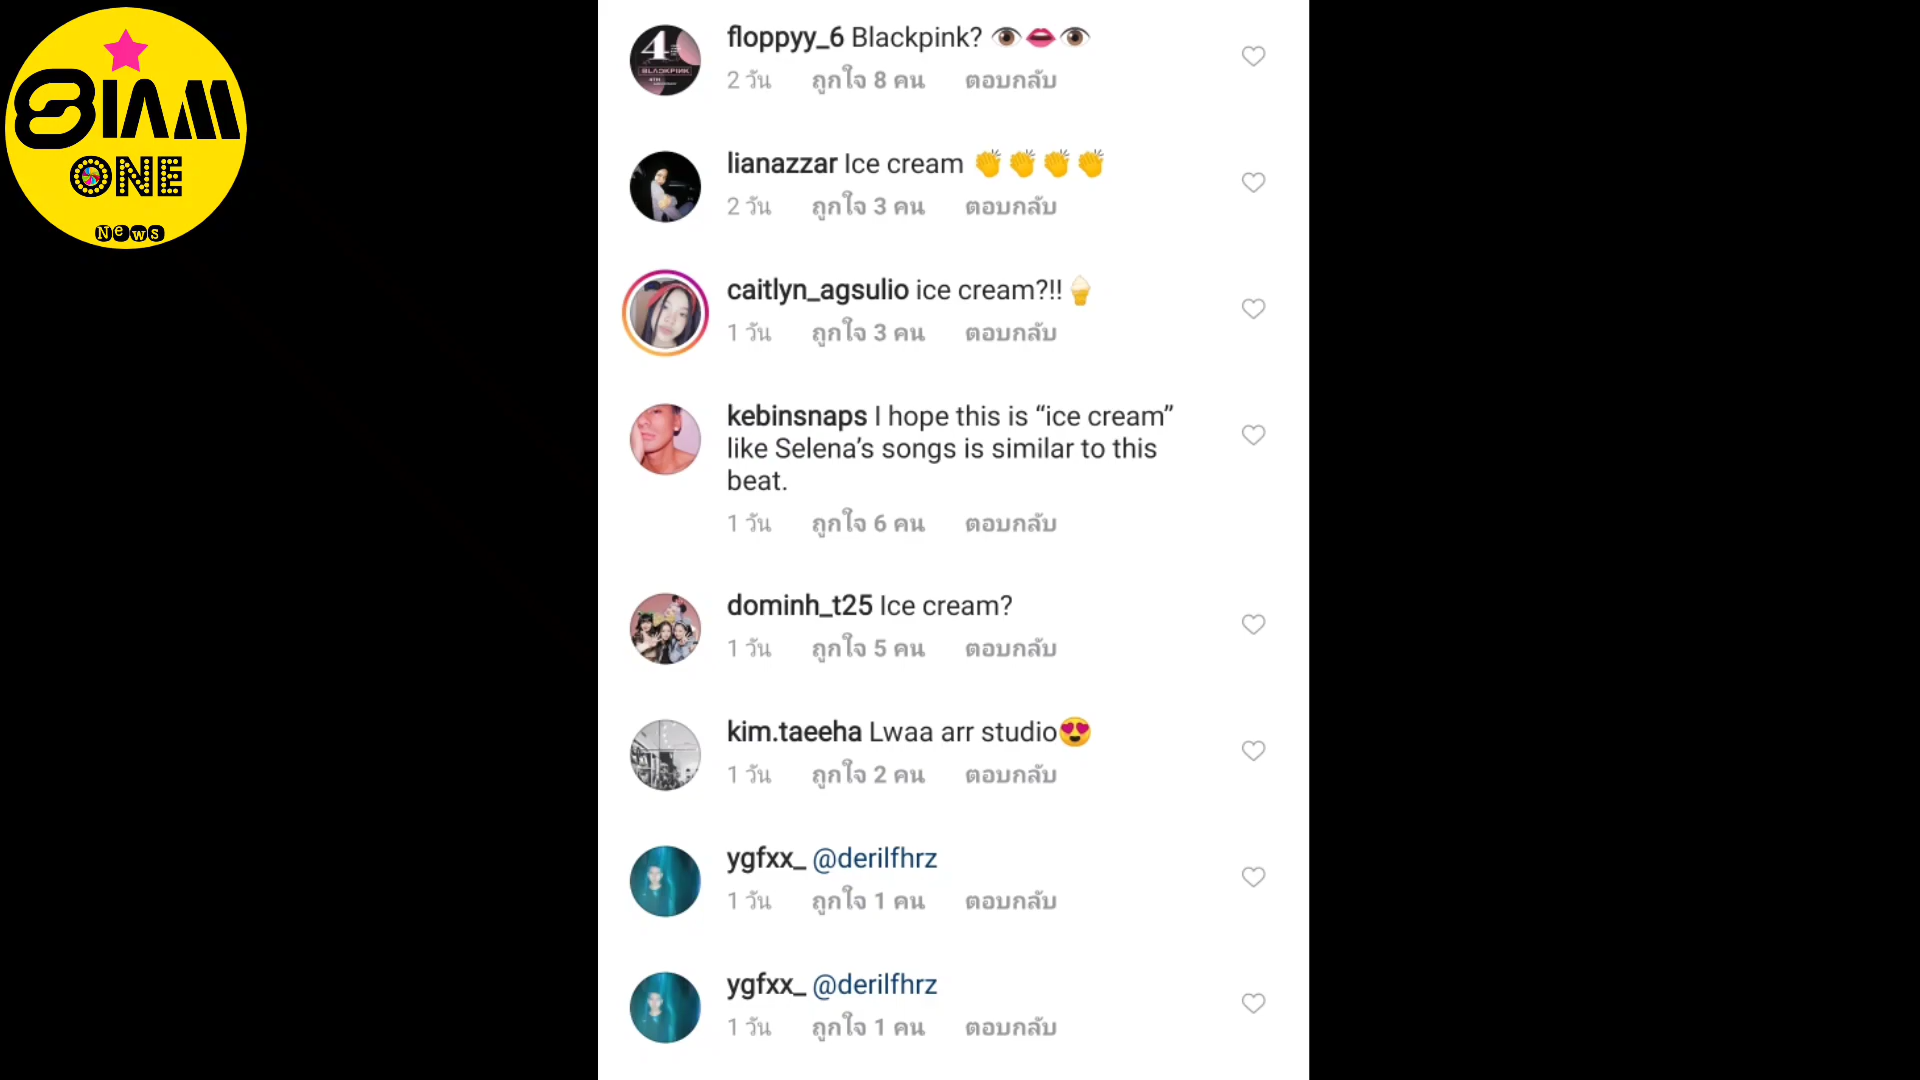 SIAM
ONE
News
4
BLACKPINK
floppyy_6 Blackpink? 👁️👄👁️
2 วัน ถูกใจ 8 คน ตอบกลับ
lianazzar Ice cream 👏👏👏👏
2 วัน ถูกใจ 3 คน ตอบกลับ
caitlyn_agsulio ice cream?!!🍦
1 วัน ถูกใจ 3 คน ตอบกลับ
kebinsnaps I hope this is “ice cream”
like Selena’s songs is similar to this
beat.
1 วัน ถูกใจ 6 คน ตอบกลับ
dominh_t25 Ice cream?
1 วัน ถูกใจ 5 คน ตอบกลับ
kim.taeeha Lwaa arr studio😍
1 วัน ถูกใจ 2 คน ตอบกลับ
ygfxx_ @derilfhrz
1 วัน ถูกใจ 1 คน ตอบกลับ
ygfxx_ @derilfhrz
1 วัน ถูกใจ 1 คน ตอบกลับ